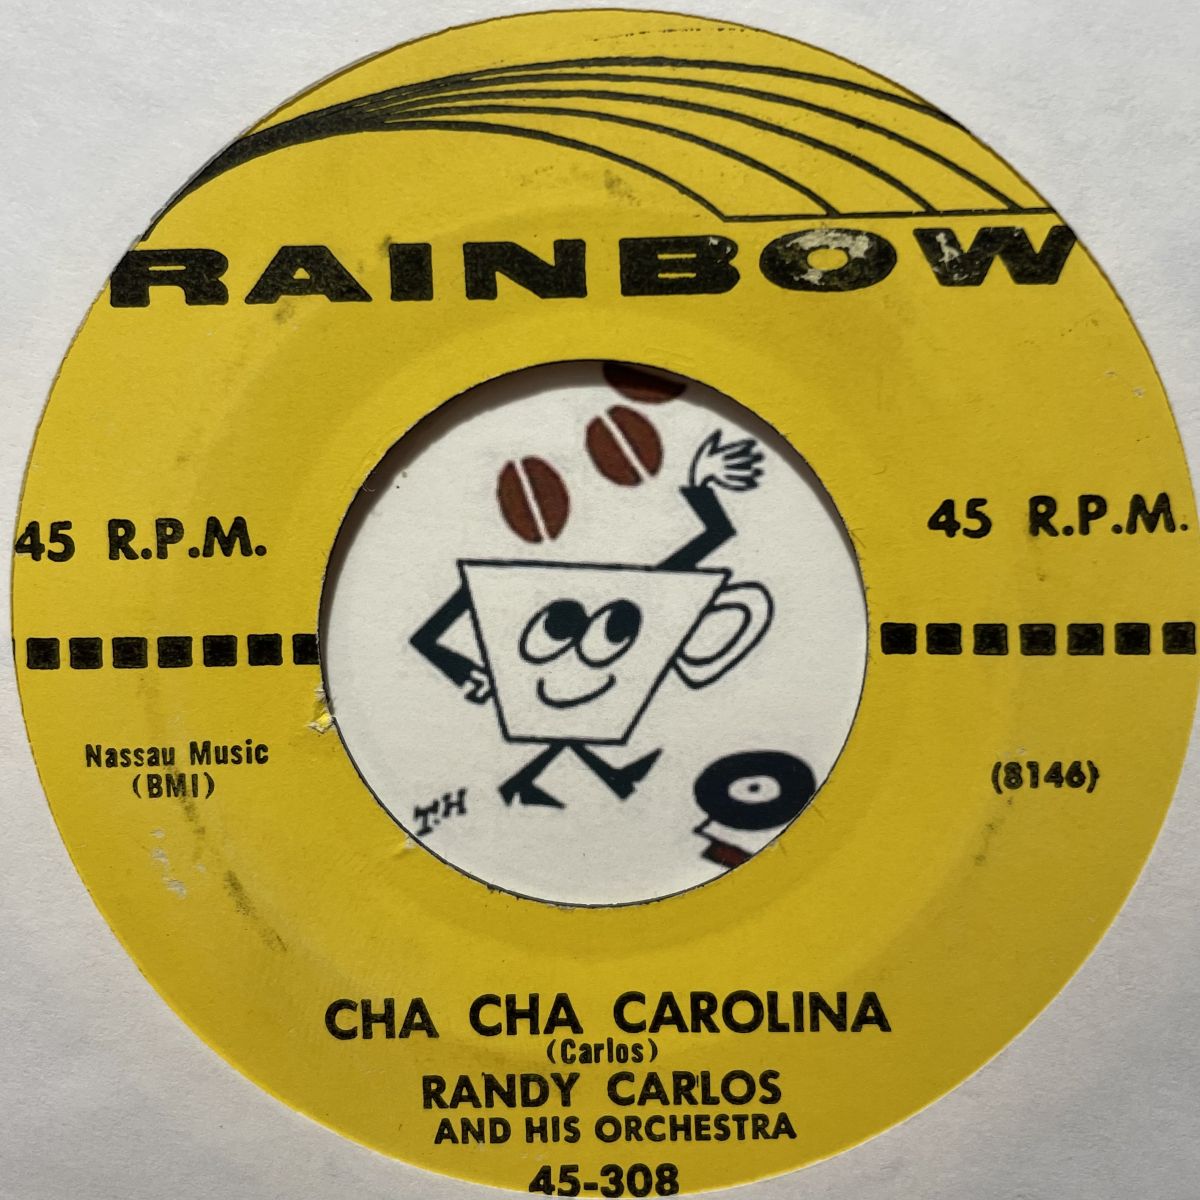 RAINBOW
45 R.P.M.
45 R.P.M.
Nassau Music
(BMI)
(8146)
T.H
CHA CHA CAROLINA
(Carlos)
RANDY CARLOS
AND HIS ORCHESTRA
45-308